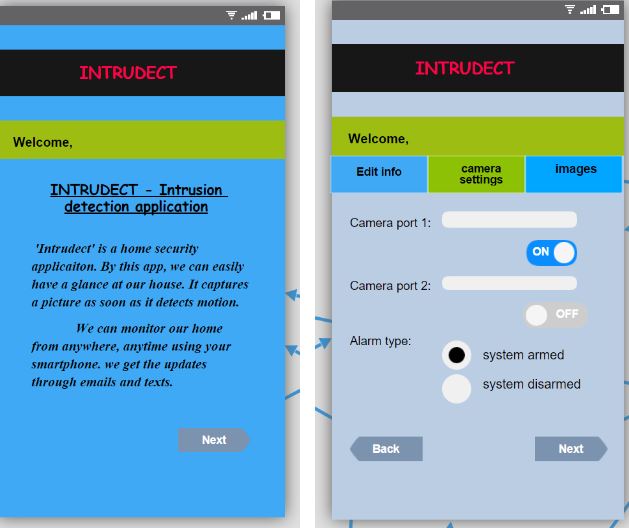 INTRUDECT
Welcome,
INTRUDECT - Intrusion
detection application
'Intrudect' is a home security
applicaiton. By this app, we can easily
have a glance at our house. It captures
a picture as soon as it detects motion.
We can monitor our home
from anywhere, anytime using your
smartphone. we get the updates
through emails and texts.
Next
INTRUDECT
Welcome,
Edit info
camera
settings
images
Camera port 1:
ON
Camera port 2:
OFF
Alarm type:
system armed
system disarmed
Back
Next